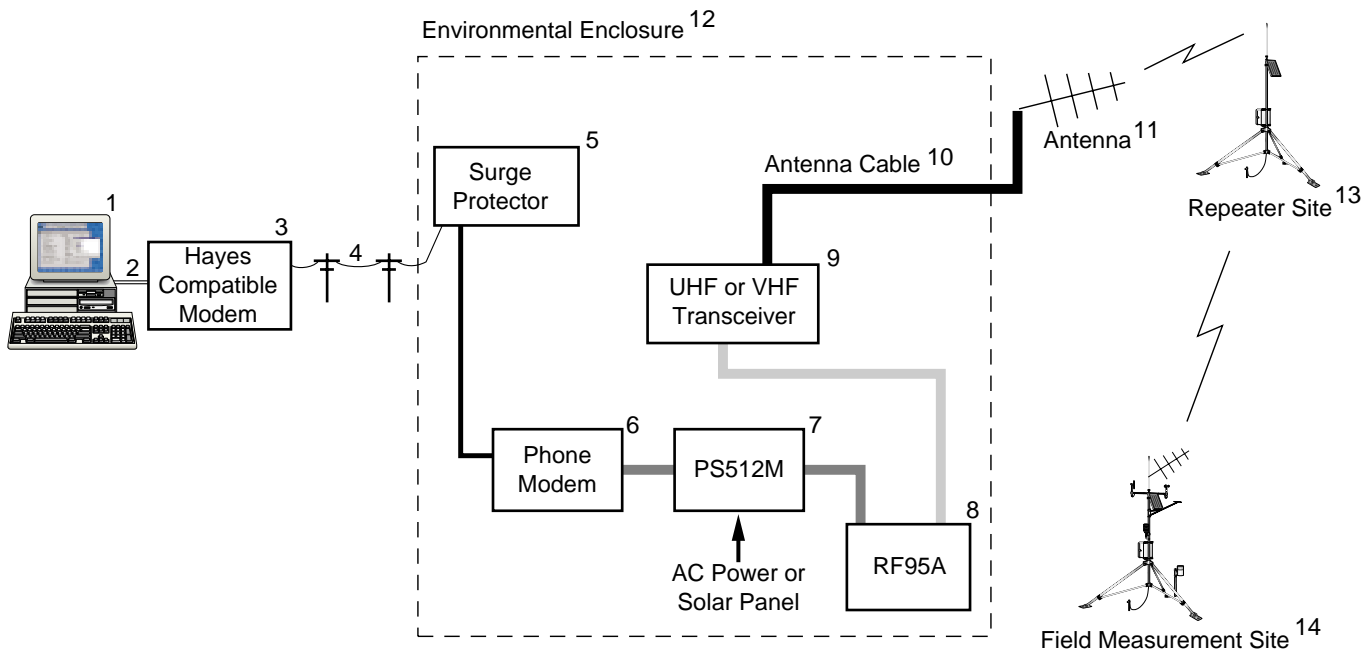 Environmental Enclosure 12
1
2
3
Hayes
Compatible
Modem
4
5
Surge
Protector
6
Phone
Modem
7
PS512M
AC Power or
Solar Panel
8
RF95A
9
UHF or VHF
Transceiver
Antenna Cable 10
Antenna 11
Repeater Site 13
Field Measurement Site 14